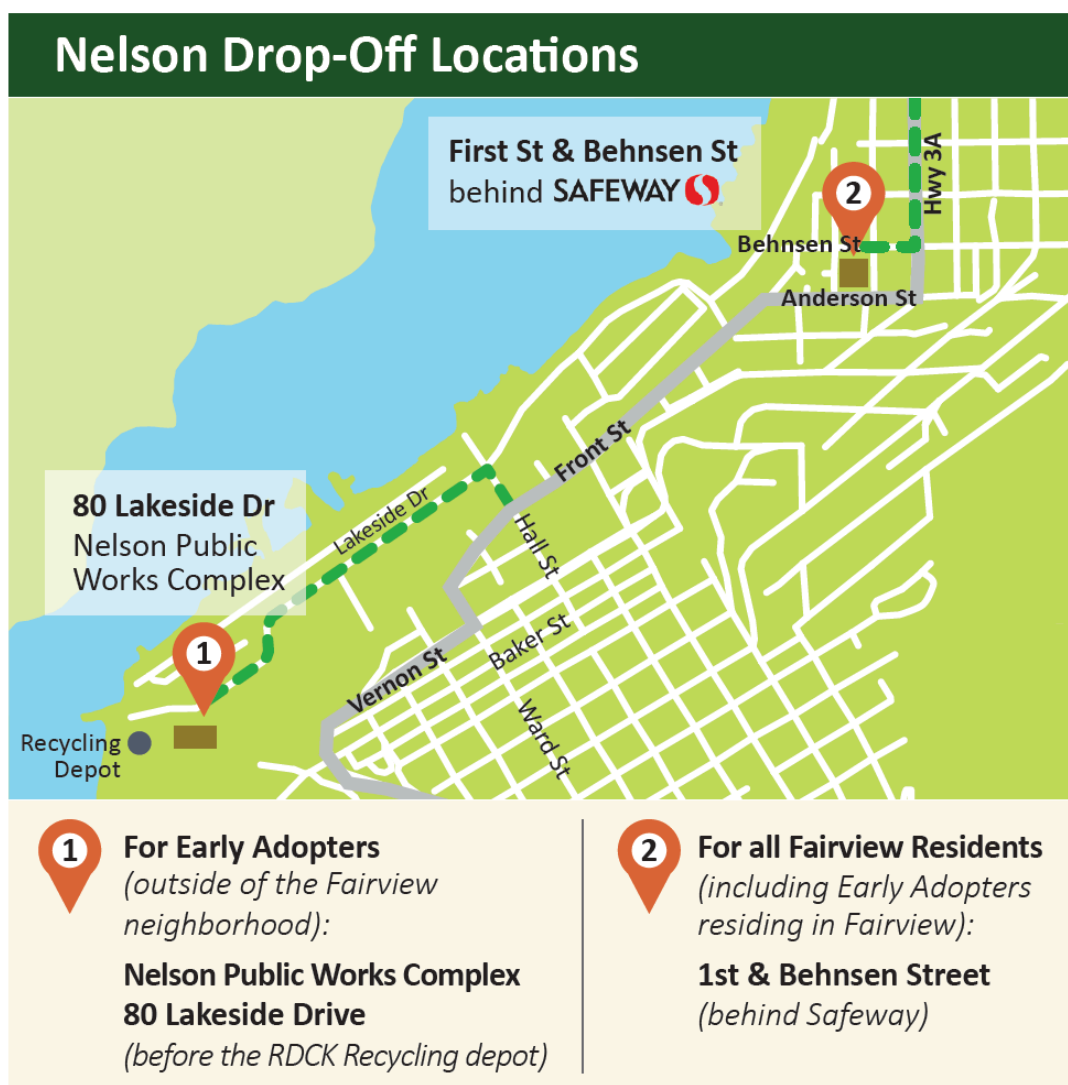 Nelson Drop-Off Locations
First St & Behnsen St
behind SAFEWAY
Hwy 3A
2
Behnsen St
Anderson St
Front St
80 Lakeside Dr
Nelson Public
Works Complex
Lakeside Dr
Hall St
1
Baker St
Vernon St
Ward St
Recycling
Depot
1
For Early Adopters
(outside of the Fairview
neighborhood):
Nelson Public Works Complex
80 Lakeside Drive
(before the RDCK Recycling depot)
2
For all Fairview Residents
(including Early Adopters
residing in Fairview):
1st & Behnsen Street
(behind Safeway)